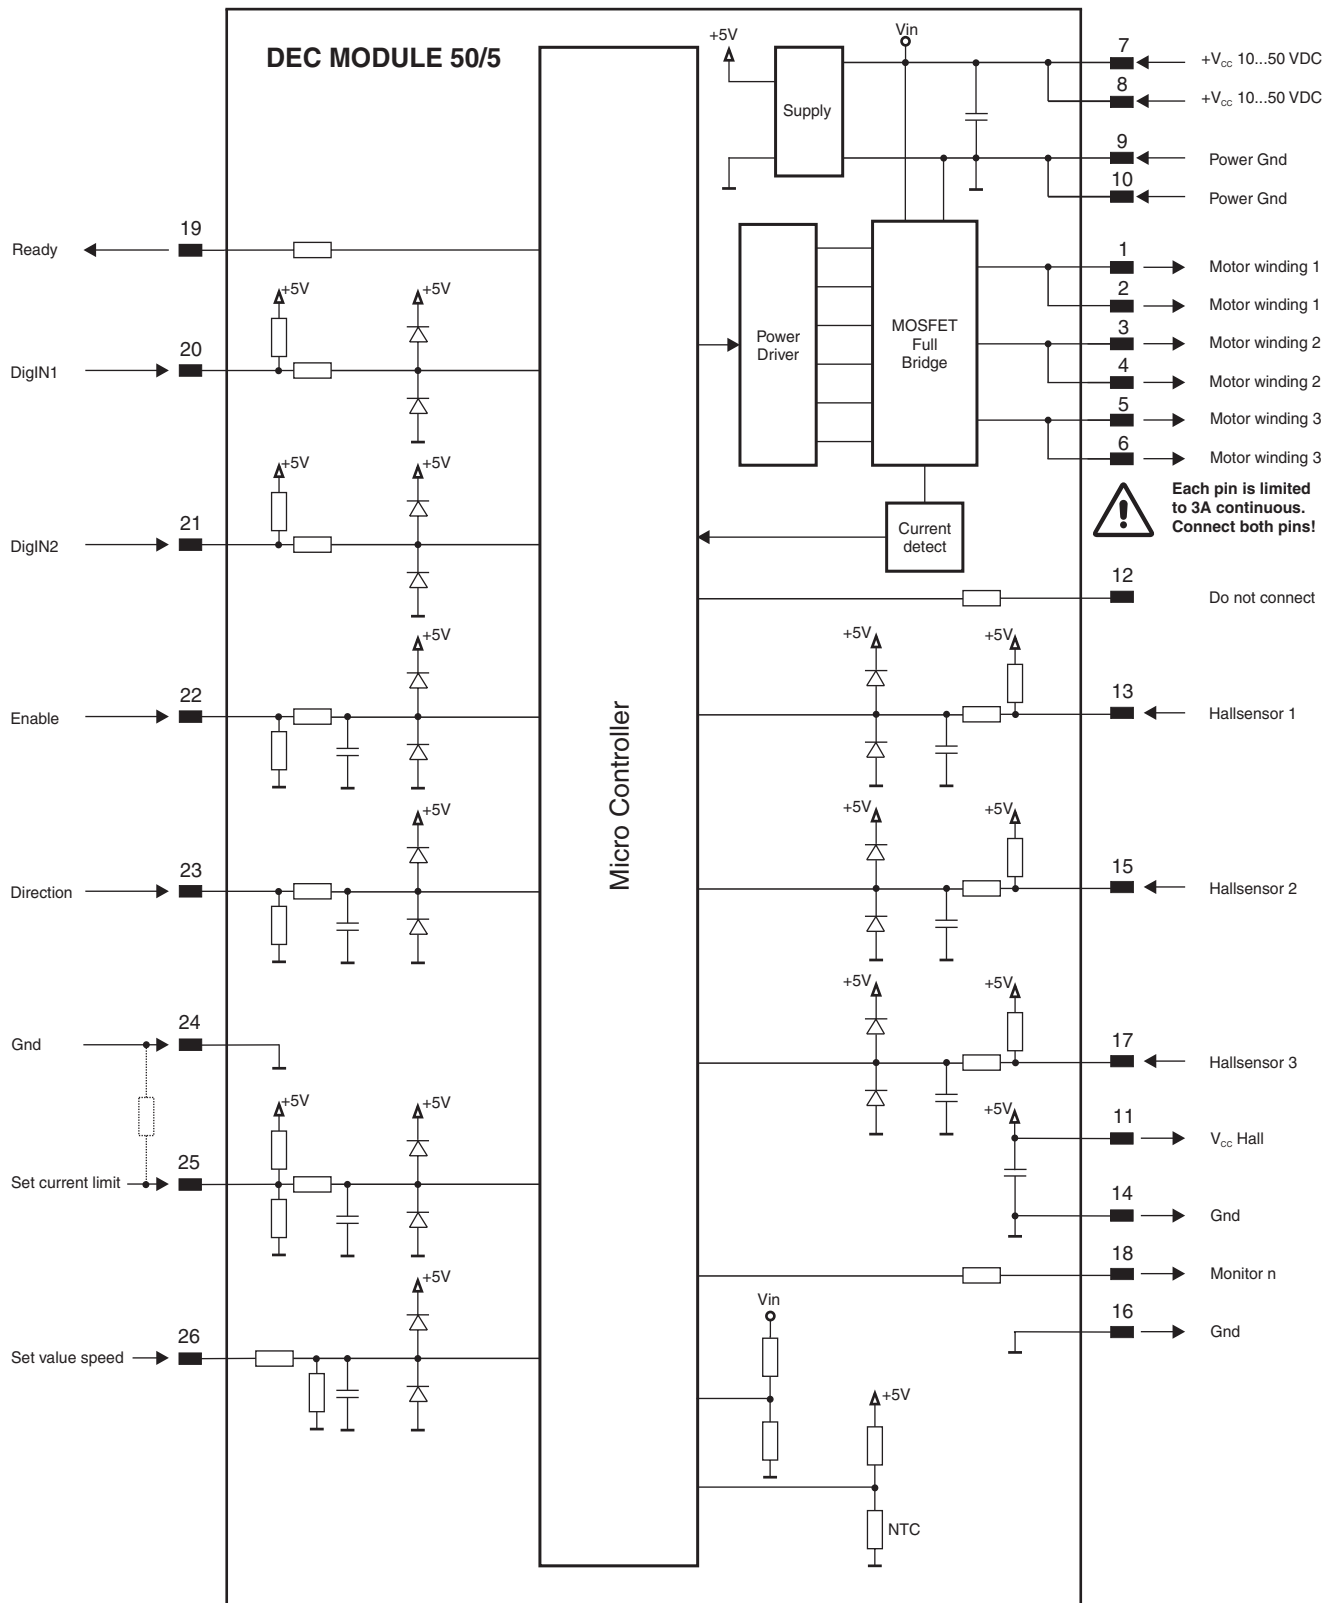 DEC MODULE 50/5
+5V
Vin
Supply
7
+Vcc 10...50 VDC
8
+Vcc 10...50 VDC
9
Power Gnd
10
Power Gnd
Power
Driver
MOSFET
Full
Bridge
Current
detect
1
Motor winding 1
2
Motor winding 1
3
Motor winding 2
4
Motor winding 2
5
Motor winding 3
6
Motor winding 3
!
Each pin is limited
to 3A continuous.
Connect both pins!
Ready
19
+5V
+5V
DigIN1
20
+5V
+5V
DigIN2
21
+5V
Enable
22
+5V
Direction
23
Gnd
24
+5V
+5V
Set current limit
25
+5V
Set value speed
26
Micro Controller
12
Do not connect
+5V
+5V
13
Hallsensor 1
+5V
+5V
15
Hallsensor 2
+5V
+5V
17
Hallsensor 3
+5V
11
Vcc Hall
14
Gnd
18
Monitor n
16
Gnd
Vin
+5V
NTC